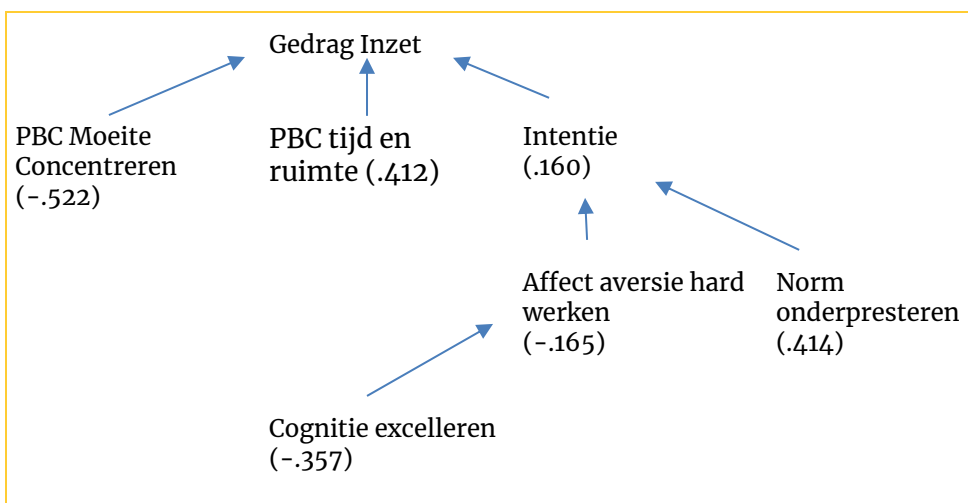 Gedrag Inzet
PBC Moeite
Concentreren
(-.522)
PBC tijd en
ruimte (.412)
Intentie
(.160)
Affect aversie hard
werken
(-.165)
Norm
onderpresteren
(.414)
Cognitie excelleren
(-.357)